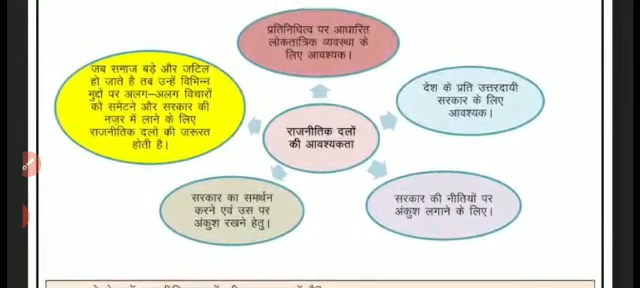 प्रतिनिधित्व पर आधारित
लोकतांत्रिक व्यवस्था के
लिए आवश्यक।
जब समाज बड़े और जटिल
हो जाते है तब उन्हें विभिन्न
मुद्दों पर अलग–अलग विचारों
को समेटने और सरकार की
नजर में लाने के लिए
राजनीतिक दलों की जरूरत
होती है।
देश के प्रति उत्तरदायी
सरकार के लिए
आवश्यक।
राजनीतिक दलों
की आवश्यकता
सरकार का समर्थन
करने एवं उस पर
अंकुश रखने हेतु।
सरकार की नीतियों पर
अंकुश लगाने के लिए।